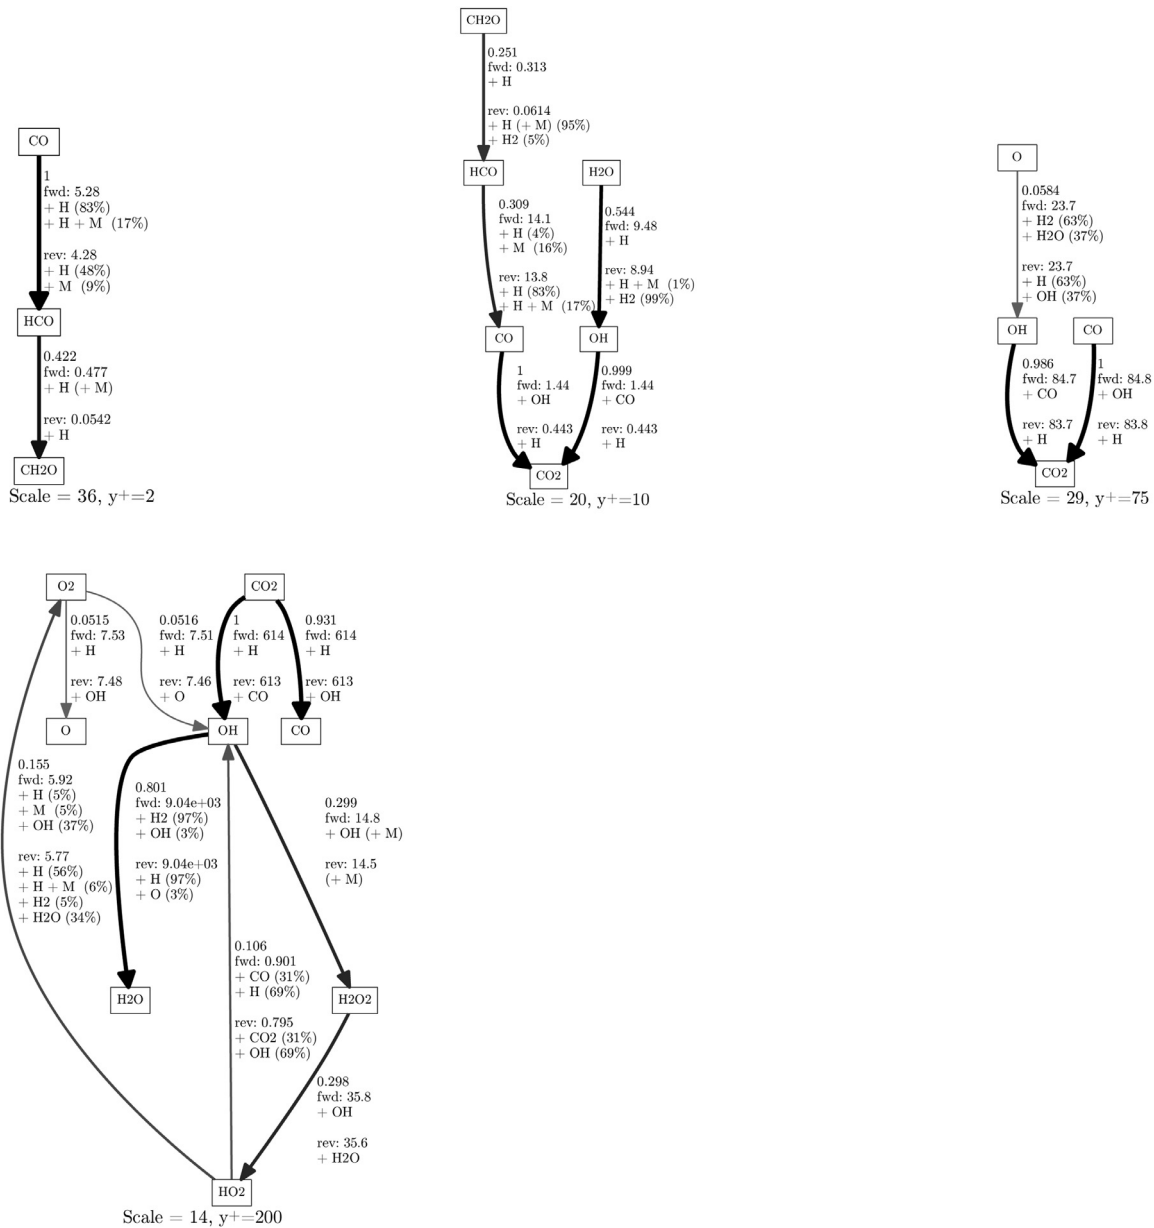 CO
1
fwd: 5.28
+ H (83%)
+ H + M (17%)
rev: 4.28
+ H (48%)
+ M (9%)
HCO
0.422
fwd: 0.477
+ H (+ M)
rev: 0.0542
+ H
CH2O
Scale = 36, y+=2
CH2O
0.251
fwd: 0.313
+ H
rev: 0.0614
+ H (+ M) (95%)
+ H2 (5%)
HCO
H2O
0.309
fwd: 14.1
+ H (4%)
+ M (16%)
rev: 13.8
+ H (83%)
+ H + M (17%)
0.544
fwd: 9.48
+ H
rev: 8.94
+ H + M (1%)
+ H2 (99%)
CO
OH
1
fwd: 1.44
+ OH
rev: 0.443
+ H
0.999
fwd: 1.44
+ CO
rev: 0.443
+ H
CO2
Scale = 20, y+=10
O
0.0584
fwd: 23.7
+ H2 (63%)
+ H2O (37%)
rev: 23.7
+ H (63%)
+ OH (37%)
OH
CO
0.986
fwd: 84.7
+ CO
rev: 83.7
+ H
1
fwd: 84.8
+ OH
rev: 83.8
+ H
CO2
Scale = 29, y+=75
O2
CO2
0.0515
fwd: 7.53
+ H
rev: 7.48
+ OH
0.0516
fwd: 7.51
+ H
rev: 7.46
+ O
1
fwd: 614
+ H
rev: 613
+ CO
0.931
fwd: 614
+ H
rev: 613
+ OH
O
OH
CO
0.155
fwd: 5.92
+ H (5%)
+ M (5%)
+ OH (37%)
rev: 5.77
+ H (56%)
+ H + M (6%)
+ H2 (5%)
+ H2O (34%)
0.801
fwd: 9.04e+03
+ H2 (97%)
+ OH (3%)
rev: 9.04e+03
+ H (97%)
+ O (3%)
0.299
fwd: 14.8
+ OH (+ M)
rev: 14.5
(+ M)
0.106
fwd: 0.901
+ CO (31%)
+ H (69%)
rev: 0.795
+ CO2 (31%)
+ OH (69%)
H2O
H2O2
0.298
fwd: 35.8
+ OH
rev: 35.6
+ H2O
HO2
Scale = 14, y+=200